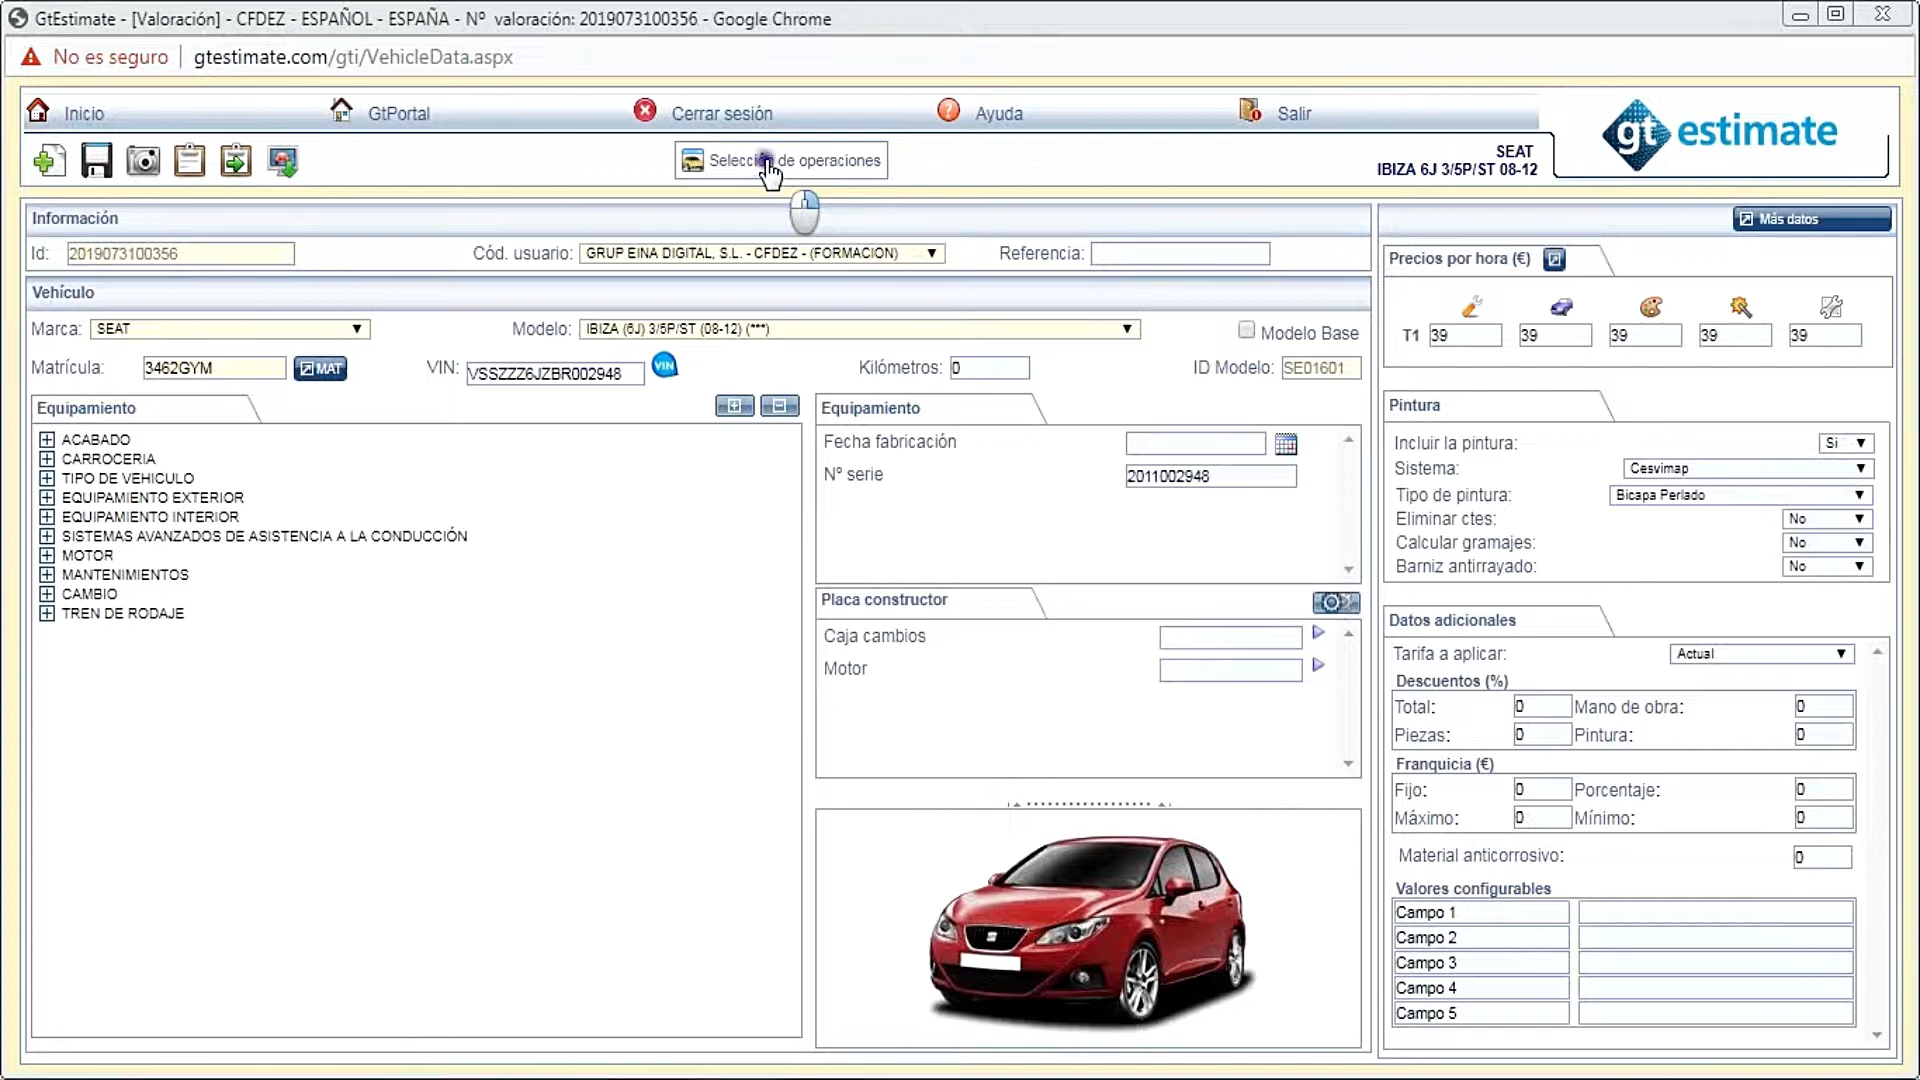 GtEstimate - [Valoración] - CFDEZ - ESPAÑOL - ESPAÑA - Nº valoración: 2019073100356 - Google Chrome
No es seguro | gtestimate.com/gti/VehicleData.aspx
Inicio GtPortal Cerrar sesión Ayuda Salir
gt estimate
Selección de operaciones
SEAT
IBIZA 6J 3/5P/ST 08-12
Información
Más datos
Id: 2019073100356 Cód. usuario: GRUP EINA DIGITAL, S.L. - CFDEZ - (FORMACION) Referencia:
Vehículo
Marca: SEAT Modelo: IBIZA (6J) 3/5P/ST (08-12) (***) Modelo Base
Matrícula: 3462GYM MAT VIN: VSSZZZ6JZBR002948 VIN Kilómetros: 0 ID Modelo: SE01601
Equipamiento
ACABADO
CARROCERIA
TIPO DE VEHICULO
EQUIPAMIENTO EXTERIOR
EQUIPAMIENTO INTERIOR
SISTEMAS AVANZADOS DE ASISTENCIA A LA CONDUCCIÓN
MOTOR
MANTENIMIENTOS
CAMBIO
TREN DE RODAJE
Equipamiento
Fecha fabricación
Nº serie 2011002948
Placa constructor
Caja cambios
Motor
Precios por hora (€)
T1 39 39 39 39 39
Pintura
Incluir la pintura: Si
Sistema: Cesvimap
Tipo de pintura: Bicapa Perlado
Eliminar ctes: No
Calcular gramajes: No
Barniz antirrayado: No
Datos adicionales
Tarifa a aplicar: Actual
Descuentos (%)
Total: 0 Mano de obra: 0
Piezas: 0 Pintura: 0
Franquicia (€)
Fijo: 0 Porcentaje: 0
Máximo: 0 Mínimo: 0
Material anticorrosivo: 0
Valores configurables
Campo 1
Campo 2
Campo 3
Campo 4
Campo 5